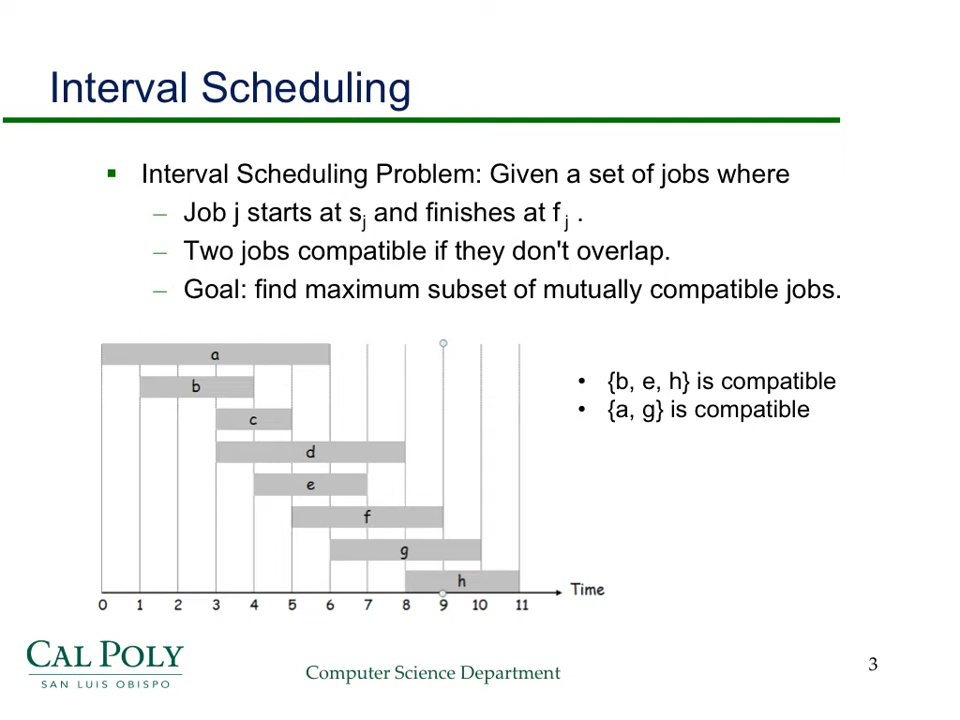 Interval Scheduling
▪ Interval Scheduling Problem: Given a set of jobs where
– Job j starts at sj and finishes at f j .
– Two jobs compatible if they don't overlap.
– Goal: find maximum subset of mutually compatible jobs.
a
b
c
d
e
f
g
h
• {b, e, h} is compatible
• {a, g} is compatible
Time
0 1 2 3 4 5 6 7 8 9 10 11
CAL POLY
SAN LUIS OBISPO
Computer Science Department
3